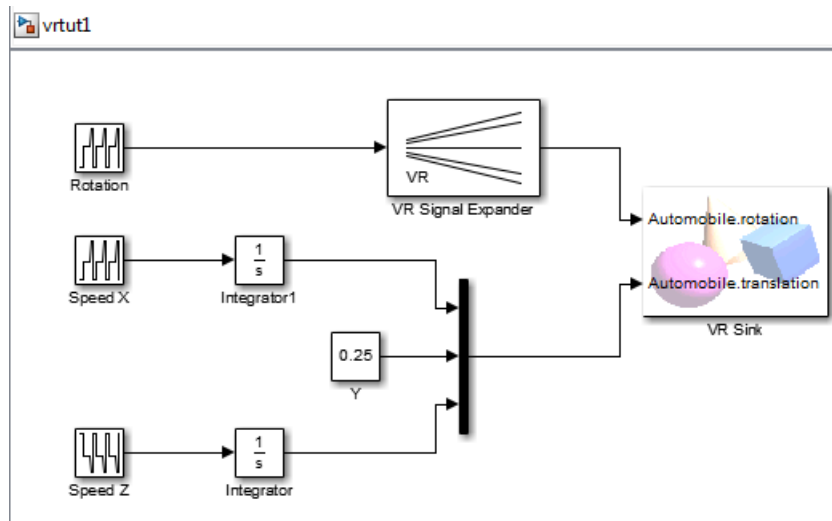 vrtut1
Rotation
VR
VR Signal Expander
Automobile.rotation
Automobile.translation
VR Sink
Speed X
1
s
Integrator1
0.25
Y
Speed Z
1
s
Integrator